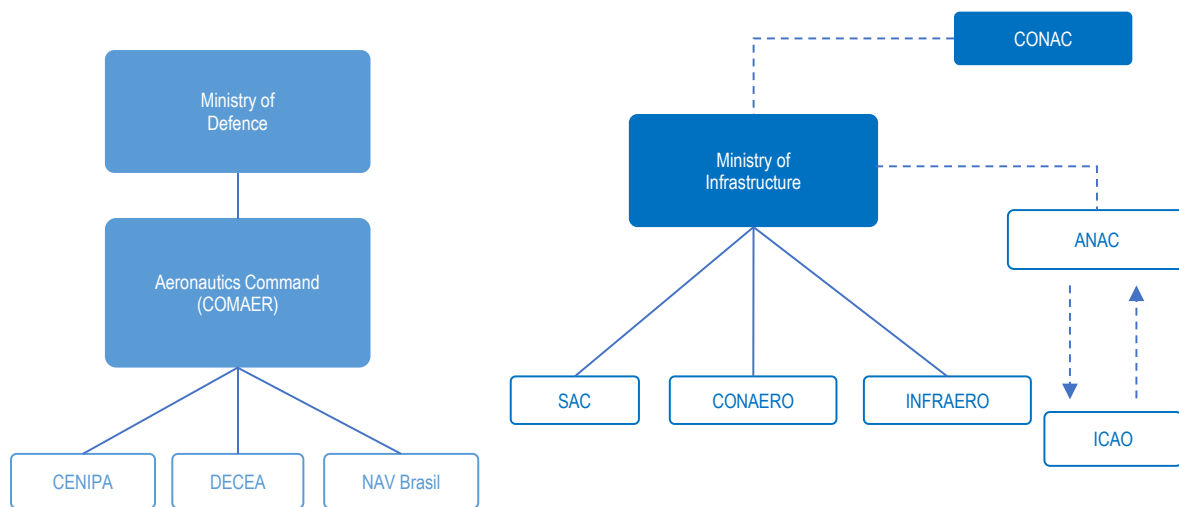 Ministry of
Defence
Aeronautics Command
(COMAER)
CENIPA
DECEA
NAV Brasil
CONAC
Ministry of
Infrastructure
ANAC
SAC
CONAERO
INFRAERO
ICAO